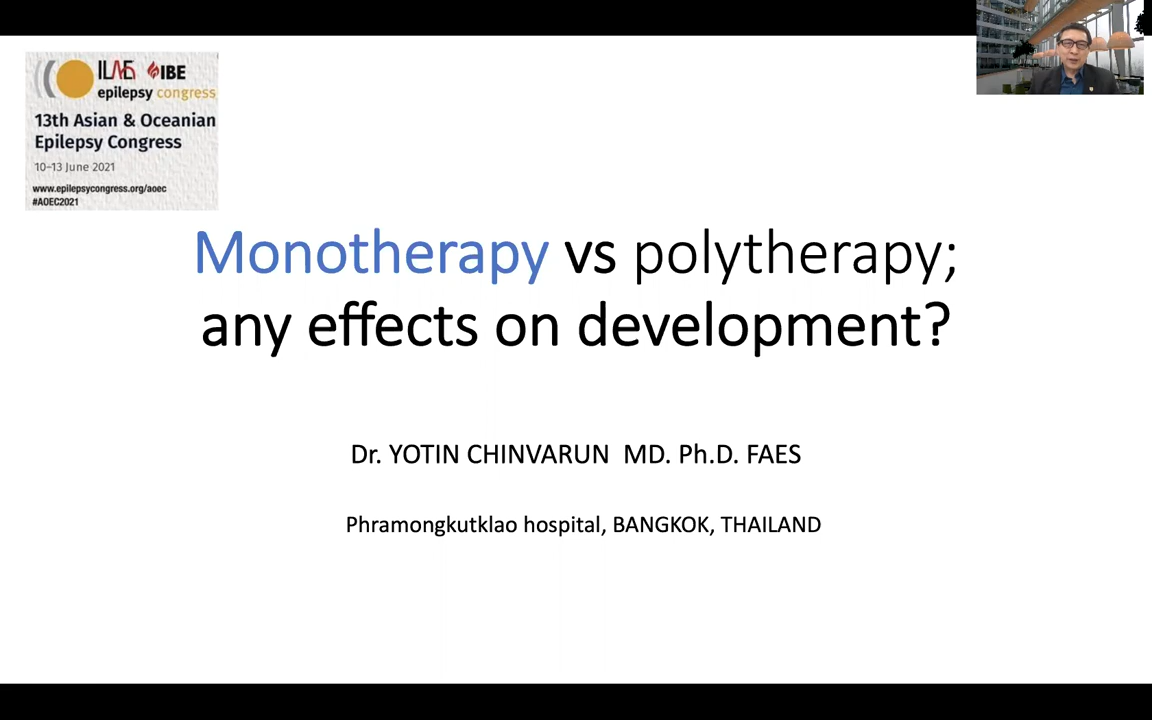 ILAE IBE
epilepsy congress
13th Asian & Oceanian
Epilepsy Congress
10–13 June 2021
www.epilepsycongress.org/aoec
#AOEC2021
Monotherapy vs polytherapy;
any effects on development?
Dr. YOTIN CHINVARUN MD. Ph.D. FAES
Phramongkutklao hospital, BANGKOK, THAILAND